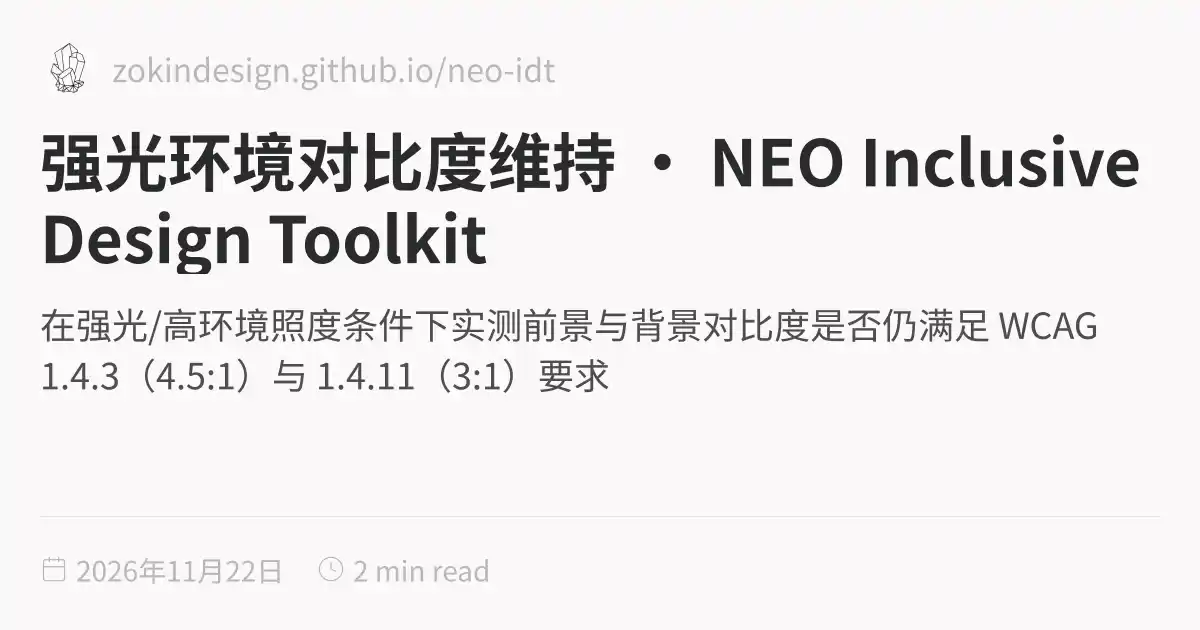 zokindesign.github.io/neo-idt
强光环境对比度维持 · NEO Inclusive
Design Toolkit
在强光/高环境照度条件下实测前景与背景对比度是否仍满足 WCAG
1.4.3（4.5:1）与 1.4.11（3:1）要求
2026年11月22日
2 min read